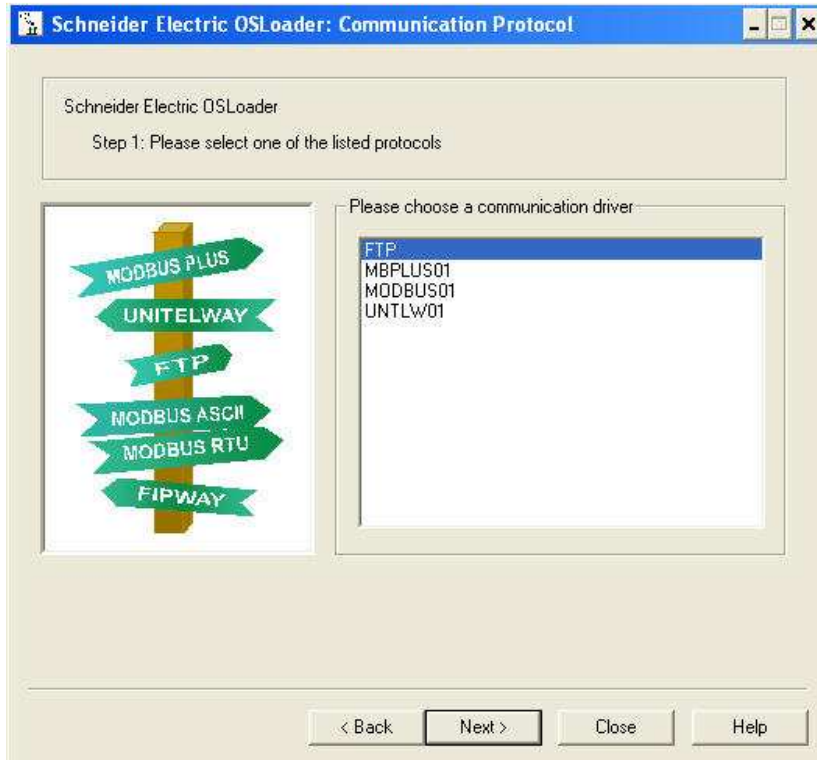 Schneider Electric OSLoader: Communication Protocol
Schneider Electric OSLoader
Step 1: Please select one of the listed protocols
MODBUS PLUS
UNITELWAY
FTP
MODBUS ASCII
MODBUS RTU
FIPWAY
Please choose a communication driver
FTP
MBPLUS01
MODBUS01
UNTLW01
< Back
Next >
Close
Help